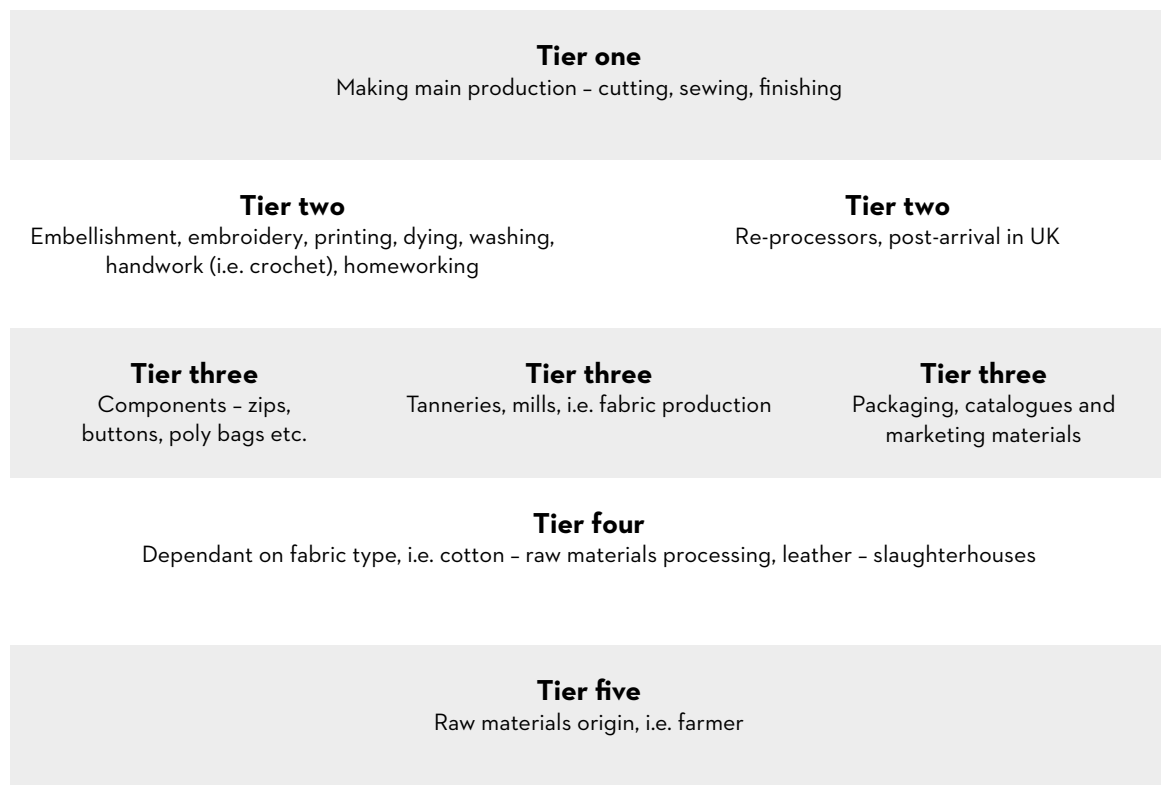 Tier one
Making main production – cutting, sewing, finishing
Tier two
Embellishment, embroidery, printing, dying, washing,
handwork (i.e. crochet), homeworking
Tier two
Re-processors, post-arrival in UK
Tier three
Components – zips,
buttons, poly bags etc.
Tier three
Tanneries, mills, i.e. fabric production
Tier three
Packaging, catalogues and
marketing materials
Tier four
Dependant on fabric type, i.e. cotton – raw materials processing, leather – slaughterhouses
Tier five
Raw materials origin, i.e. farmer